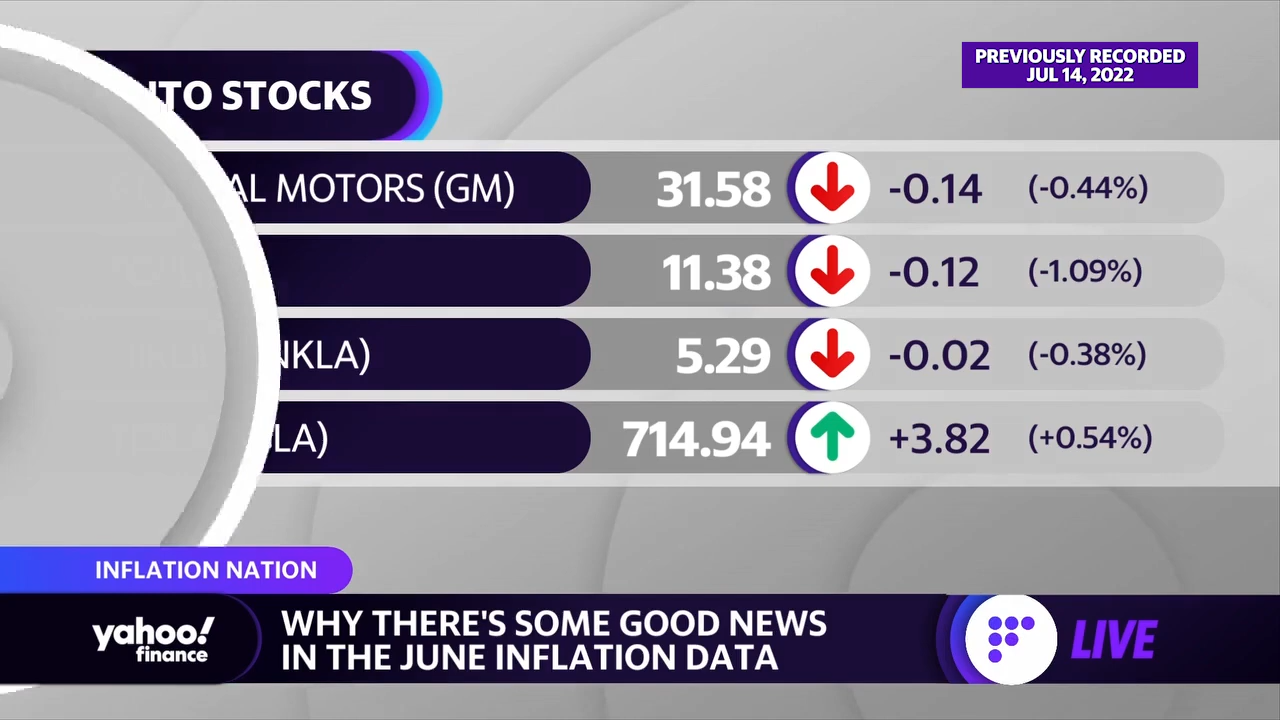 PREVIOUSLY RECORDED
JUL 14, 2022
TO STOCKS
AL MOTORS (GM) 31.58 -0.14 (-0.44%)
11.38 -0.12 (-1.09%)
NKLA) 5.29 -0.02 (-0.38%)
LA) 714.94 +3.82 (+0.54%)
INFLATION NATION
yahoo!
finance
WHY THERE'S SOME GOOD NEWS
IN THE JUNE INFLATION DATA
LIVE